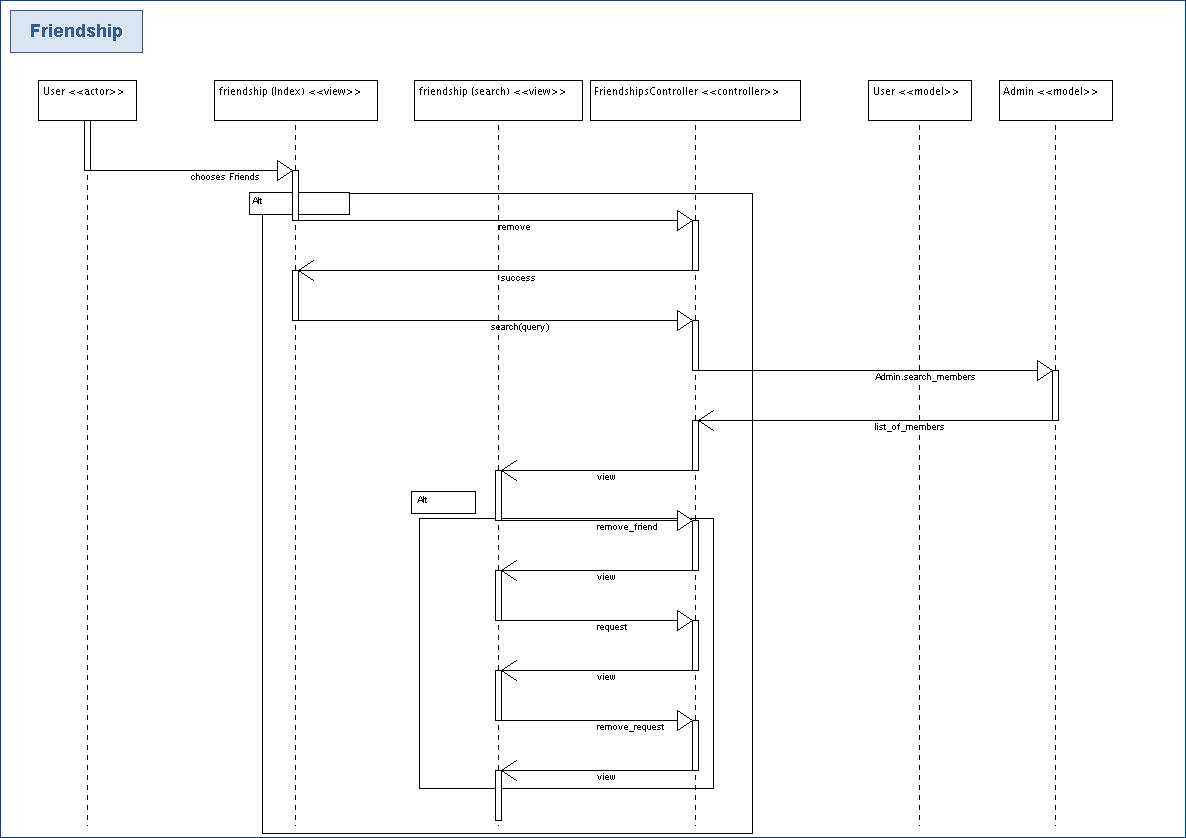 Friendship
User <<actor>>
friendship (Index) <<view>>
friendship (search) <<view>>
FriendshipsController <<controller>>
User <<model>>
Admin <<model>>
chooses Friends
Alt
remove
success
search(query)
Admin.search_members
list_of_members
view
Alt
remove_friend
view
request
view
remove_request
view